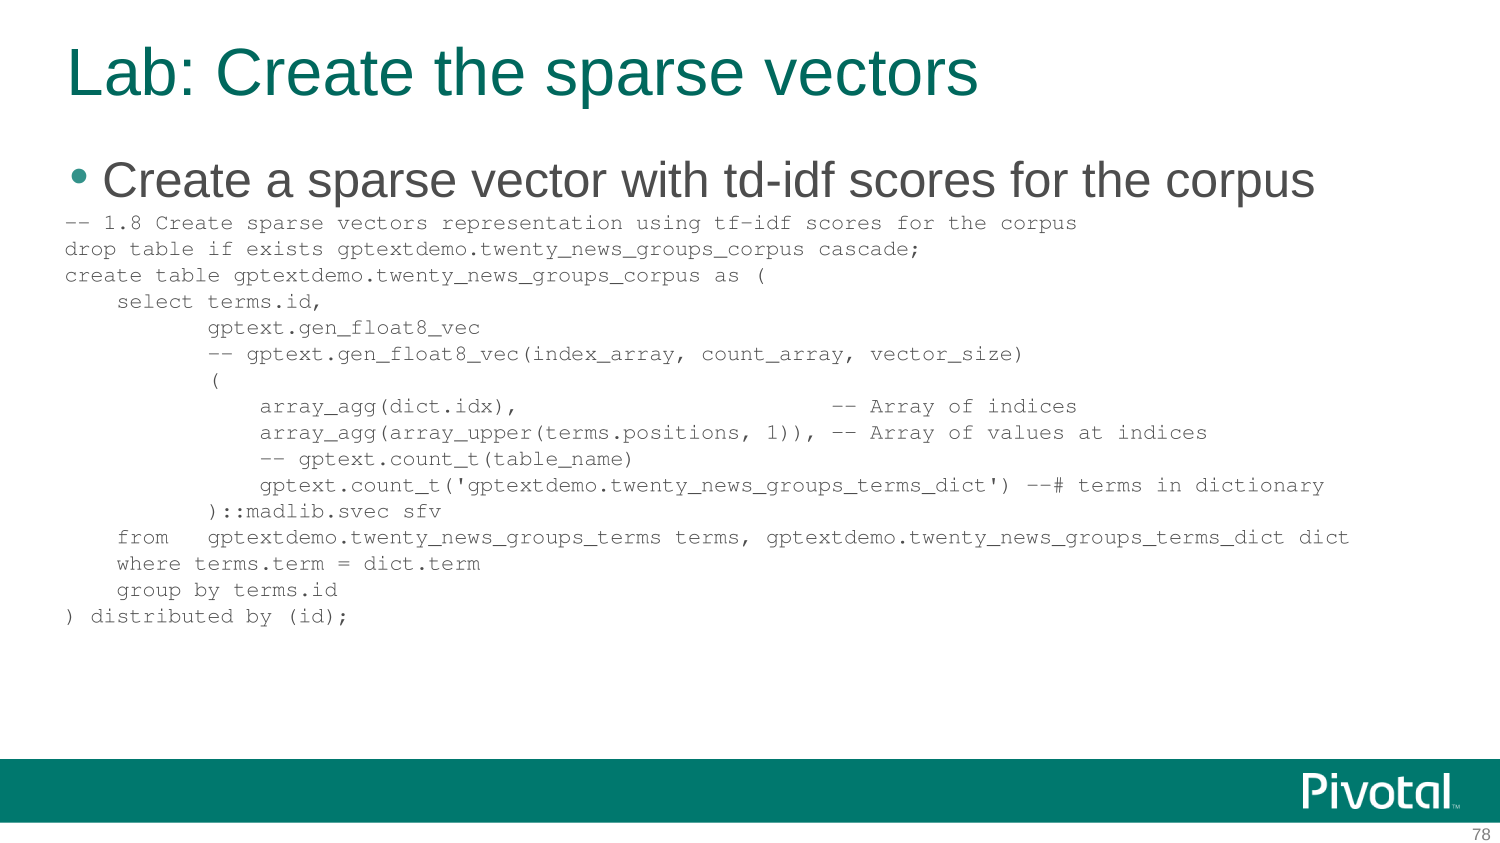 Lab: Create the sparse vectors
• Create a sparse vector with td-idf scores for the corpus
-- 1.8 Create sparse vectors representation using tf-idf scores for the corpus
drop table if exists gptextdemo.twenty_news_groups_corpus cascade;
create table gptextdemo.twenty_news_groups_corpus as (
    select terms.id,
           gptext.gen_float8_vec
           -- gptext.gen_float8_vec(index_array, count_array, vector_size)
           (
               array_agg(dict.idx),                        -- Array of indices
               array_agg(array_upper(terms.positions, 1)), -- Array of values at indices
               -- gptext.count_t(table_name)
               gptext.count_t('gptextdemo.twenty_news_groups_terms_dict') --# terms in dictionary
           )::madlib.svec sfv
    from   gptextdemo.twenty_news_groups_terms terms, gptextdemo.twenty_news_groups_terms_dict dict
    where terms.term = dict.term
    group by terms.id
) distributed by (id);
Pivotal™
78